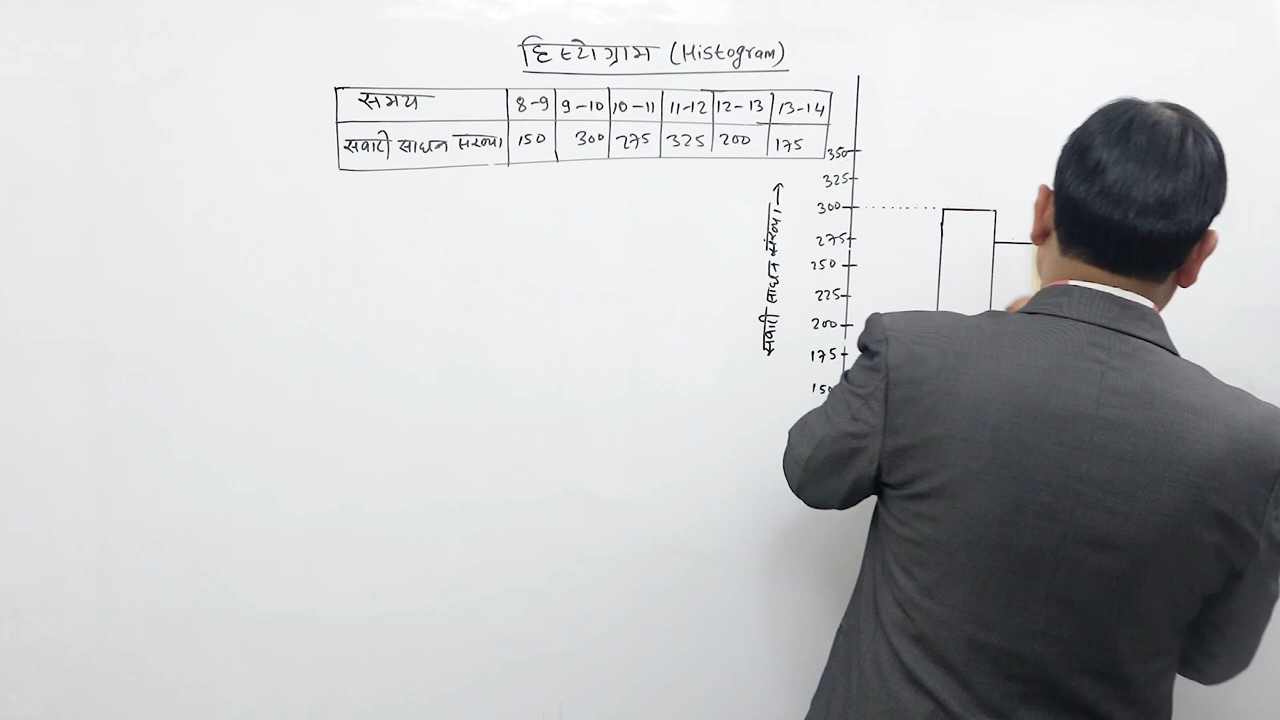 हिस्टोग्राम (Histogram)
समय 8-9 9-10 10-11 11-12 12-13 13-14
सवारी साधन संख्या 150 300 275 325 200 175
350
325
300
275
250
225
200
175
150
सवारी साधन संख्या →